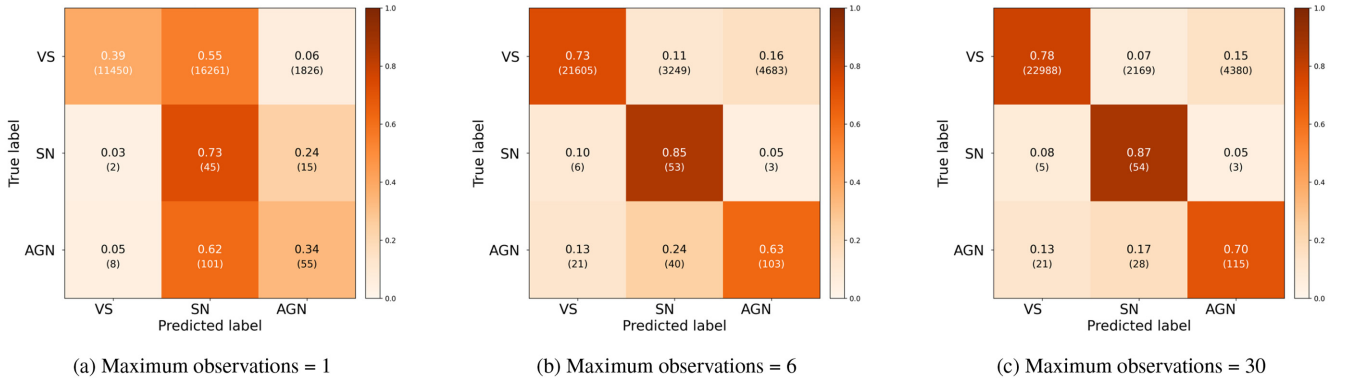 1.0
VS
0.39
0.55
0.06
(11450)
(16261)
(1826)
0.8
0.6
True label
SN
0.03
0.73
0.24
(2)
(45)
(15)
0.4
AGN
0.05
0.62
0.34
(8)
(101)
(55)
0.2
0.0
VS
SN
AGN
Predicted label
(a) Maximum observations = 1
1.0
VS
0.73
0.11
0.16
(21605)
(3249)
(4683)
0.8
0.6
True label
SN
0.10
0.85
0.05
(6)
(53)
(3)
0.4
AGN
0.13
0.24
0.63
(21)
(40)
(103)
0.2
0.0
VS
SN
AGN
Predicted label
(b) Maximum observations = 6
1.0
VS
0.78
0.07
0.15
(22988)
(2169)
(4380)
0.8
0.6
True label
SN
0.08
0.87
0.05
(5)
(54)
(3)
0.4
AGN
0.13
0.17
0.70
(21)
(28)
(115)
0.2
0.0
VS
SN
AGN
Predicted label
(c) Maximum observations = 30